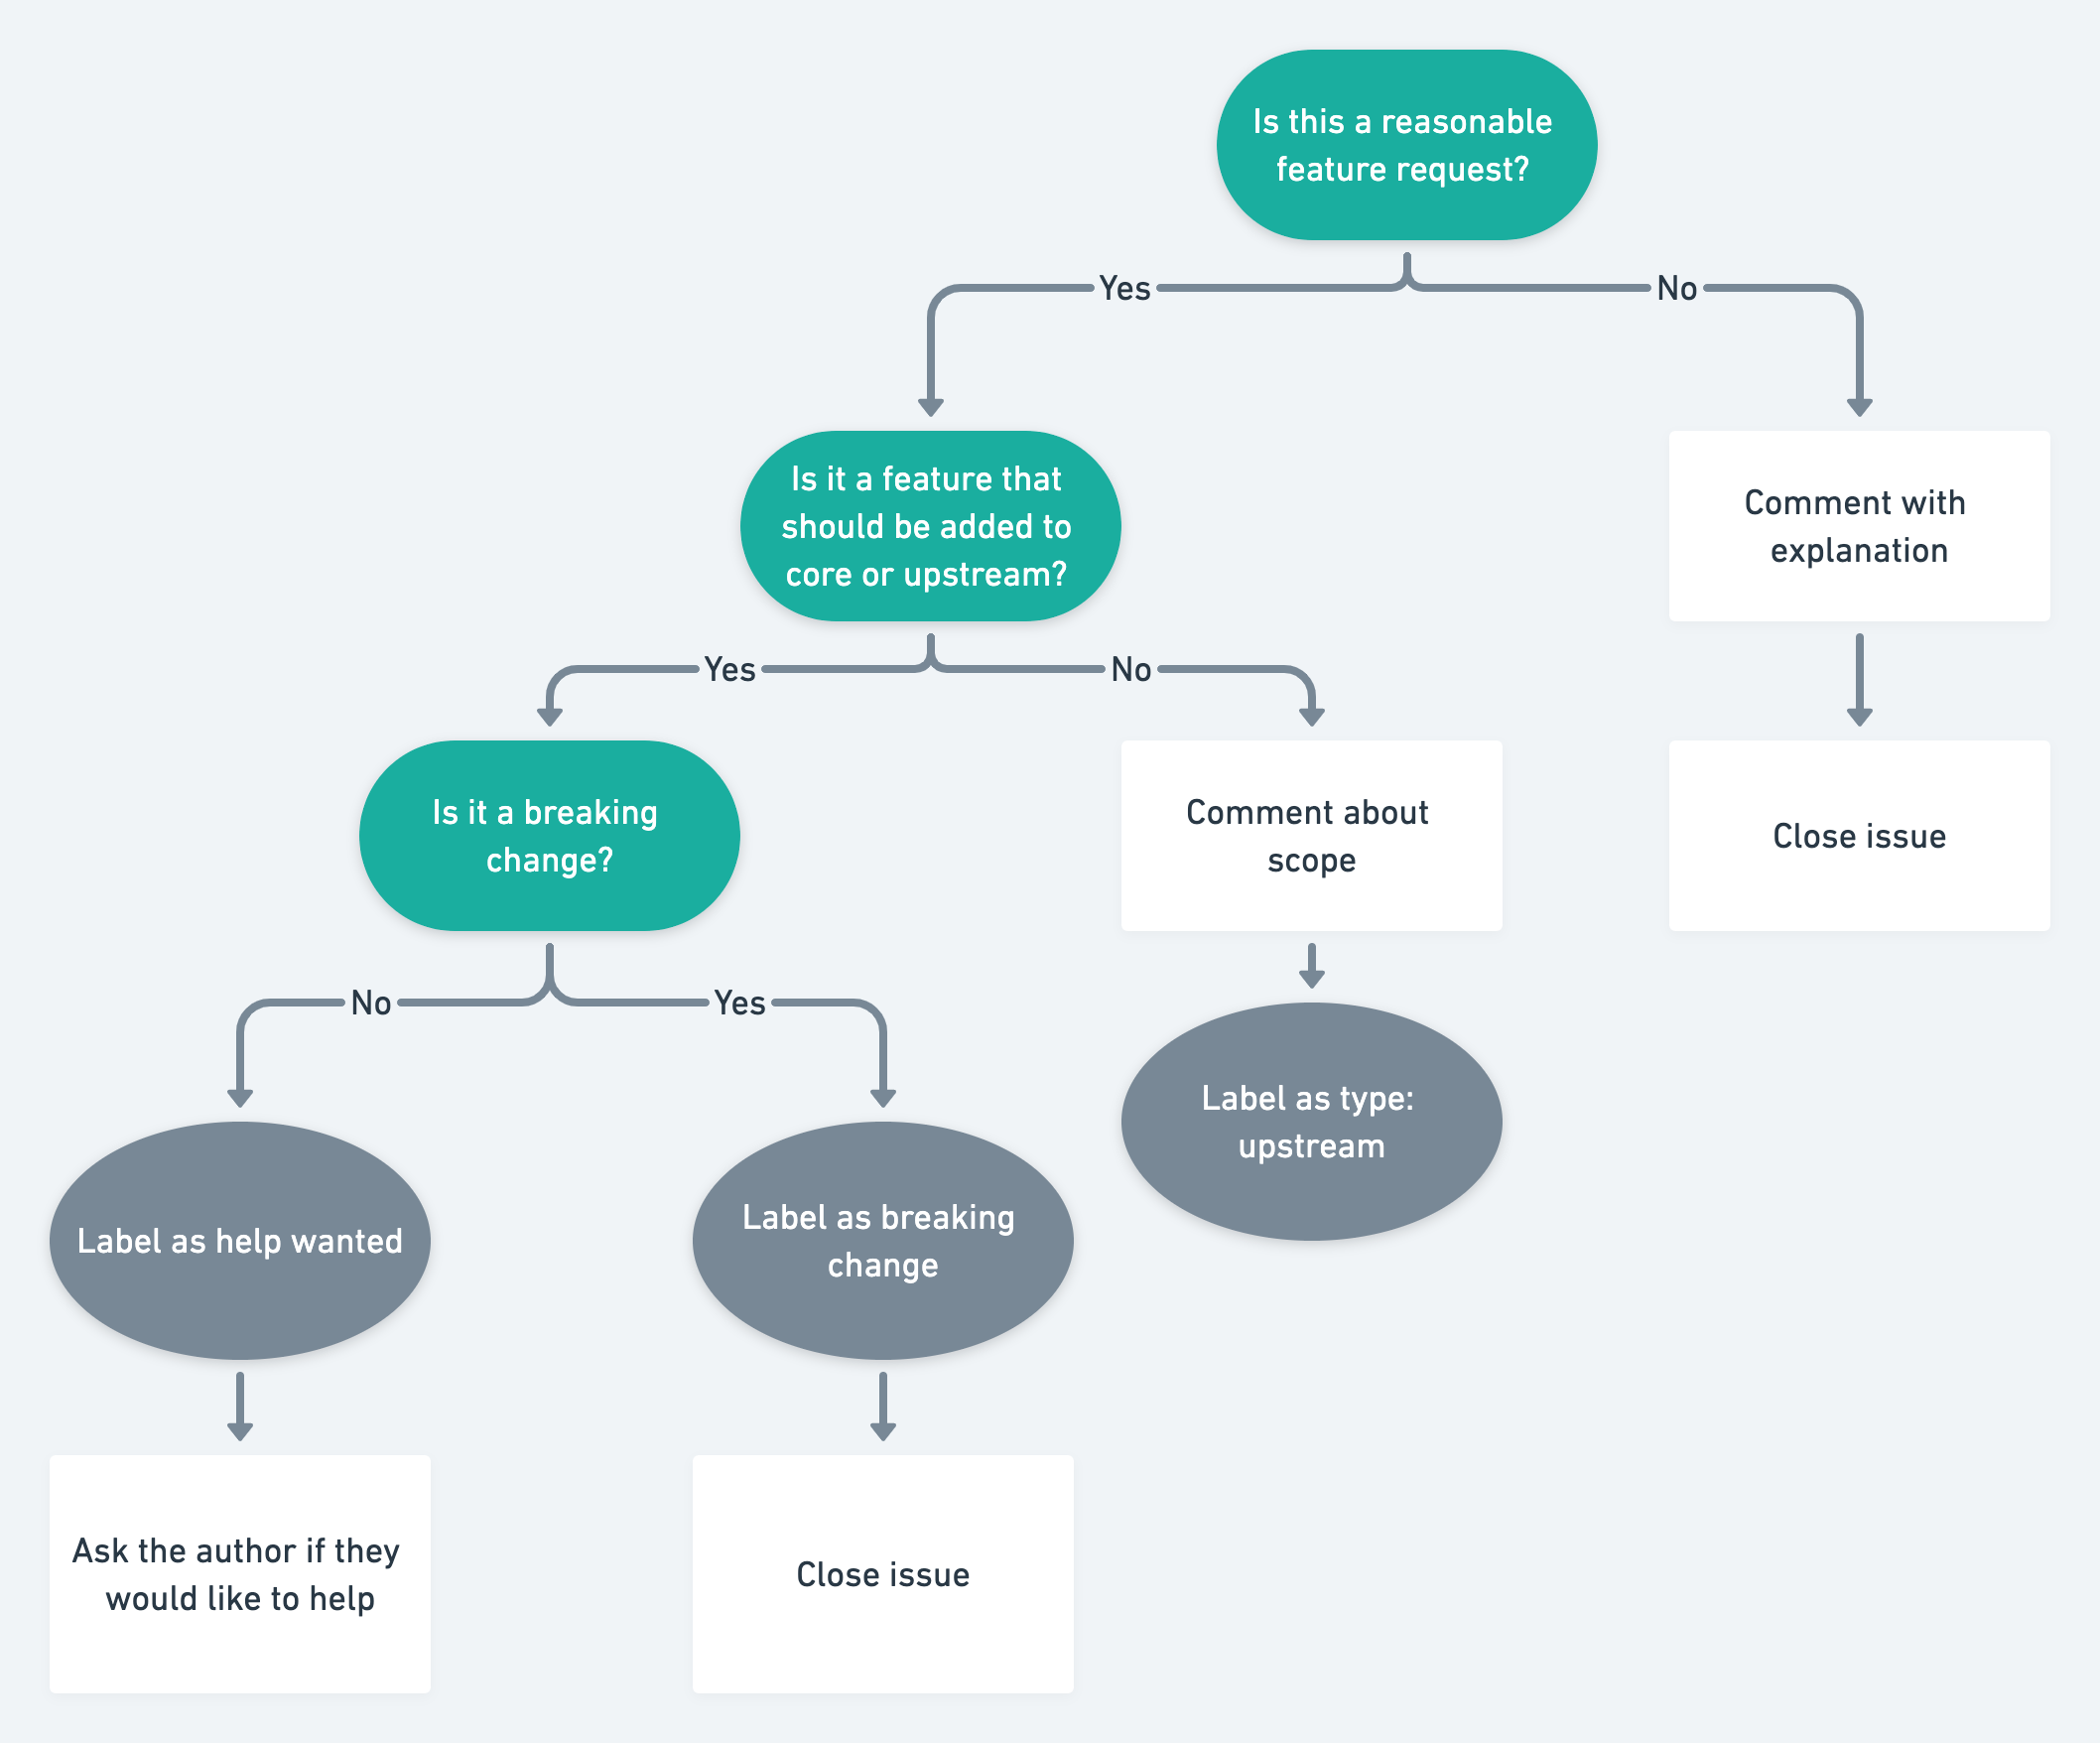 Is this a reasonable
feature request?
Yes
No
Is it a feature that
should be added to
core or upstream?
Comment with
explanation
Yes
No
Is it a breaking
change?
Comment about
scope
Close issue
No
Yes
Label as type:
upstream
Label as help wanted
Label as breaking
change
Ask the author if they
would like to help
Close issue